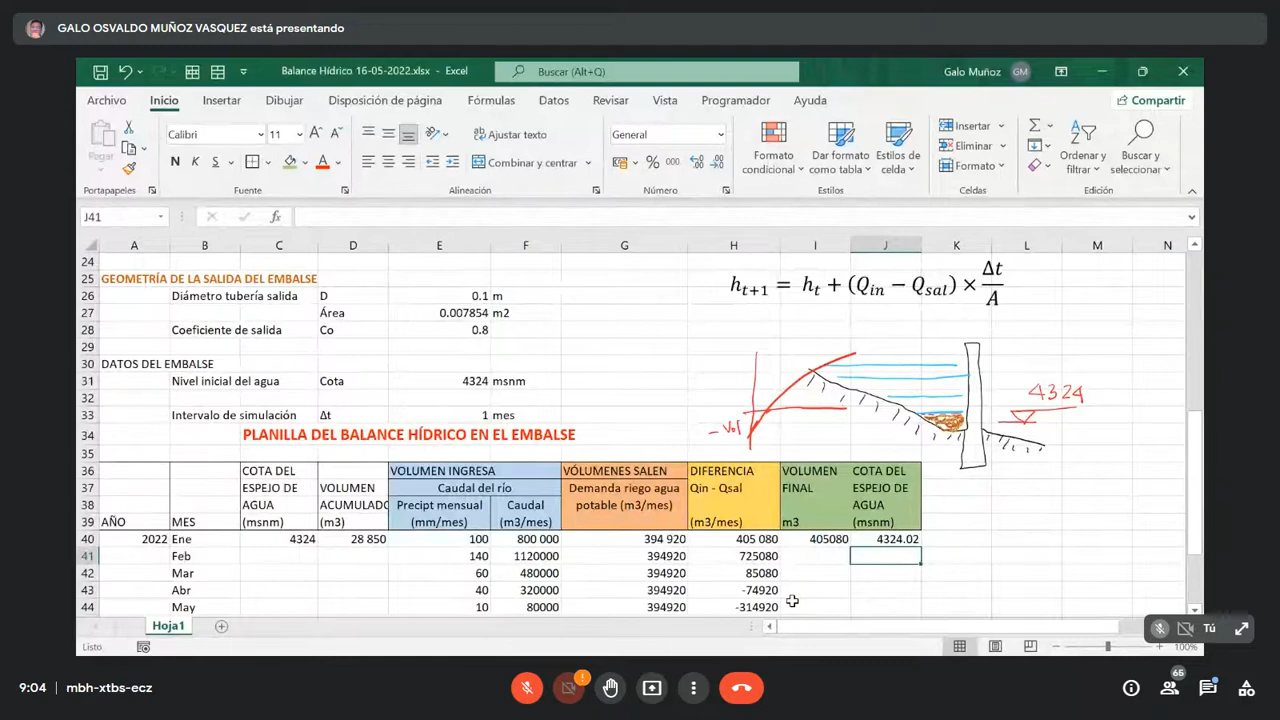 GALO OSVALDO MUÑOZ VASQUEZ está presentando
Balance Hídrico 16-05-2022.xlsx - Excel
Buscar (Alt+Q)
Galo Muñoz GM
Archivo Inicio Insertar Dibujar Disposición de página Fórmulas Datos Revisar Vista Programador Ayuda Compartir
Calibri 11 Ajustar texto General Insertar
Pegar N K S Combinar y centrar % 000 Formato condicional Dar formato como tabla Estilos de celda Eliminar Formato Ordenar y filtrar Buscar y seleccionar
Portapapeles Fuente Alineación Número Estilos Celdas Edición
J41 fx
A B C D E F G H I J K L M N
24
25 GEOMETRÍA DE LA SALIDA DEL EMBALSE
26 Diámetro tubería salida D 0.1 m
27 Área 0.007854 m2
28 Coeficiente de salida Co 0.8
29
30 DATOS DEL EMBALSE
31 Nivel inicial del agua Cota 4324 msnm
32
33 Intervalo de simulación Δt 1 mes
34 PLANILLA DEL BALANCE HÍDRICO EN EL EMBALSE
35
h t+1 = h t + (Q in − Q sal) × Δt / A
4324
- Vol
36 COTA DEL VOLUMEN INGRESA VÓLUMENES SALEN DIFERENCIA VOLUMEN COTA DEL
37 ESPEJO DE VOLUMEN Caudal del río Demanda riego agua Qin - Qsal FINAL ESPEJO DE
38 AGUA ACUMULADO Precipt mensual Caudal potable (m3/mes) AGUA
39 AÑO MES (msnm) (m3) (mm/mes) (m3/mes) (m3/mes) m3 (msnm)
40 2022 Ene 4324 28 850 100 800 000 394 920 405 080 405080 4324.02
41 Feb 140 1120000 394920 725080
42 Mar 60 480000 394920 85080
43 Abr 40 320000 394920 -74920
44 May 10 80000 394920 -314920
Hoja1
Tú
Listo 100%
9:04 mbh-xtbs-ecz
65